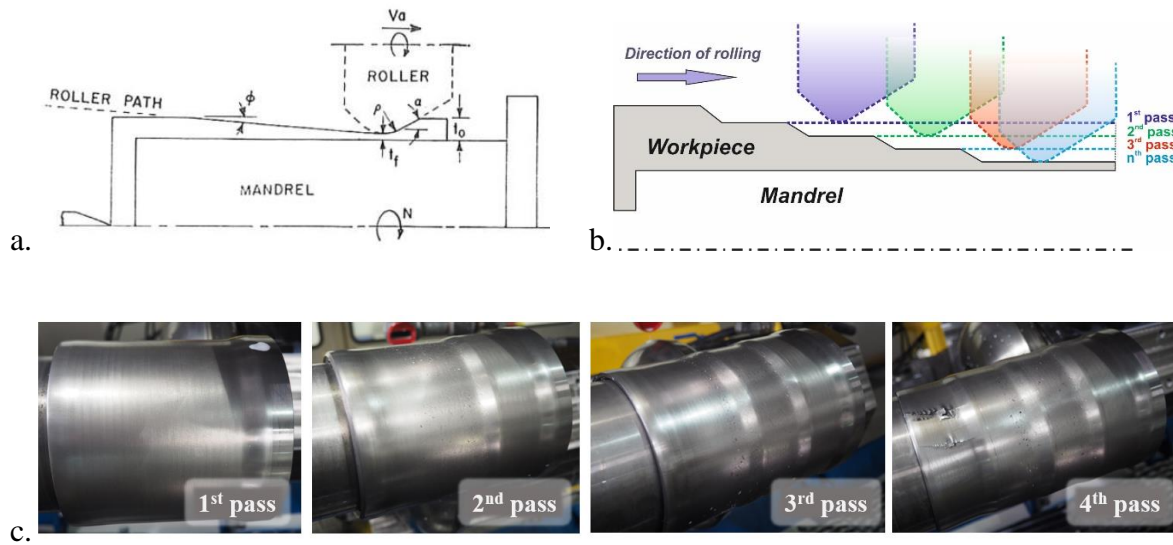 Va
ROLLER
ROLLER PATH
ϕ
ρ
α
t₀
t_f
MANDREL
N
a.
Direction of rolling
Workpiece
Mandrel
1st pass
2nd pass
3rd pass
nth pass
b.
1st pass
2nd pass
3rd pass
4th pass
c.